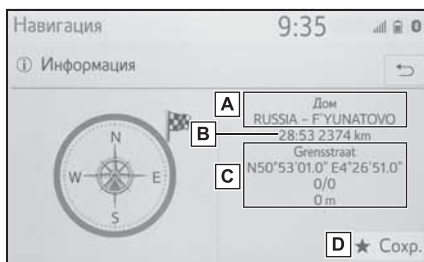 Навигация 9:35
Информация
A Дом
RUSSIA – F'YUNATOVO
B 28:53 2374 km
N
W E
S
C Grensstraat
N50°53'01.0" E4°26'51.0"
0/0
0 m
D ★ Сохр.